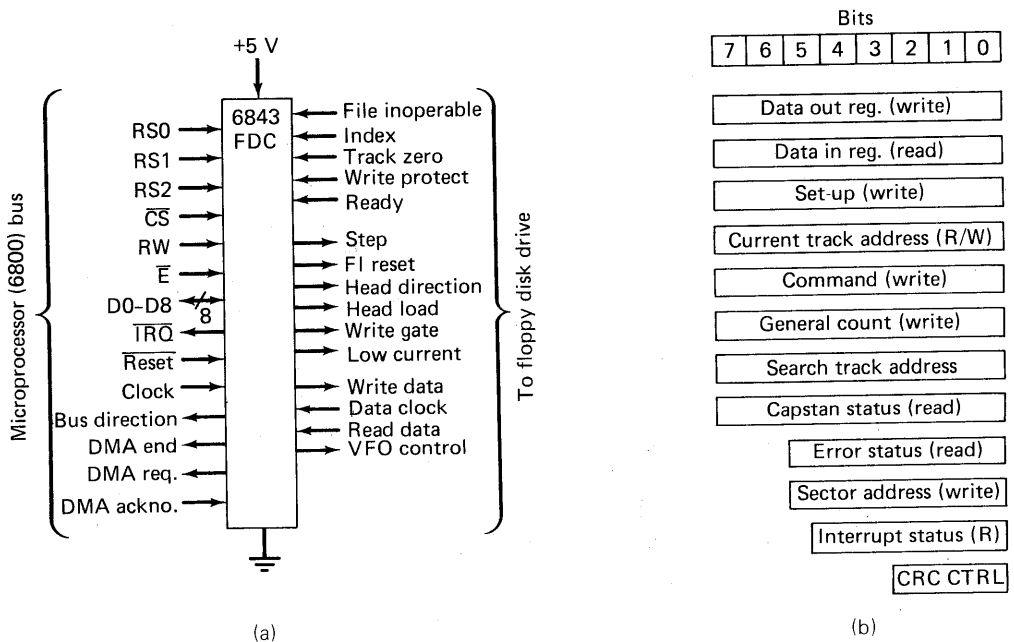 +5 V
6843
FDC
Microprocessor (6800) bus
RS0
RS1
RS2
CS
RW
E
D0–D8
8
IRQ
Reset
Clock
Bus direction
DMA end
DMA req.
DMA ackno.
File inoperable
Index
Track zero
Write protect
Ready
Step
FI reset
Head direction
Head load
Write gate
Low current
Write data
Data clock
Read data
VFO control
To floppy disk drive
(a)
Bits
7 6 5 4 3 2 1 0
Data out reg. (write)
Data in reg. (read)
Set-up (write)
Current track address (R/W)
Command (write)
General count (write)
Search track address
Capstan status (read)
Error status (read)
Sector address (write)
Interrupt status (R)
CRC CTRL
(b)